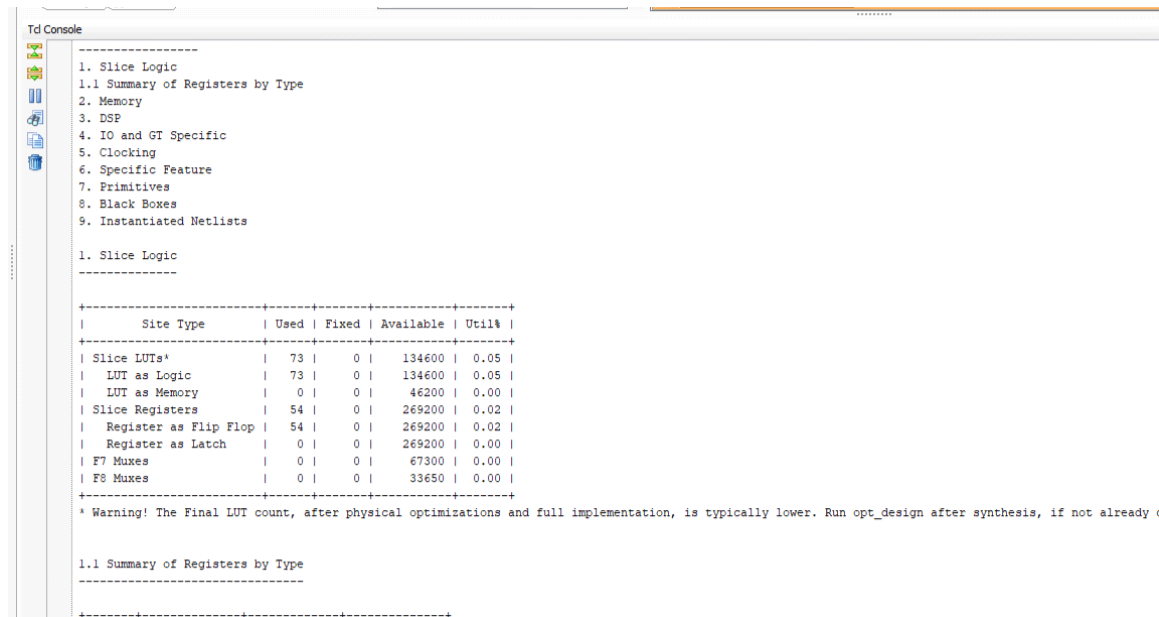 Tcl Console
-----------------
1. Slice Logic
1.1 Summary of Registers by Type
2. Memory
3. DSP
4. IO and GT Specific
5. Clocking
6. Specific Feature
7. Primitives
8. Black Boxes
9. Instantiated Netlists
1. Slice Logic
--------------
+-------------------------+------+-------+-----------+-------+
|        Site Type        | Used | Fixed | Available | Util% |
+-------------------------+------+-------+-----------+-------+
| Slice LUTs*             |   73 |     0 |    134600 |  0.05 |
|   LUT as Logic          |   73 |     0 |    134600 |  0.05 |
|   LUT as Memory         |    0 |     0 |     46200 |  0.00 |
| Slice Registers         |   54 |     0 |    269200 |  0.02 |
|   Register as Flip Flop |   54 |     0 |    269200 |  0.02 |
|   Register as Latch     |    0 |     0 |    269200 |  0.00 |
| F7 Muxes                |    0 |     0 |     67300 |  0.00 |
| F8 Muxes                |    0 |     0 |     33650 |  0.00 |
+-------------------------+------+-------+-----------+-------+
* Warning! The Final LUT count, after physical optimizations and full implementation, is typically lower. Run opt_design after synthesis, if not already
1.1 Summary of Registers by Type
--------------------------------
+-------+--------------+-------------+--------------+